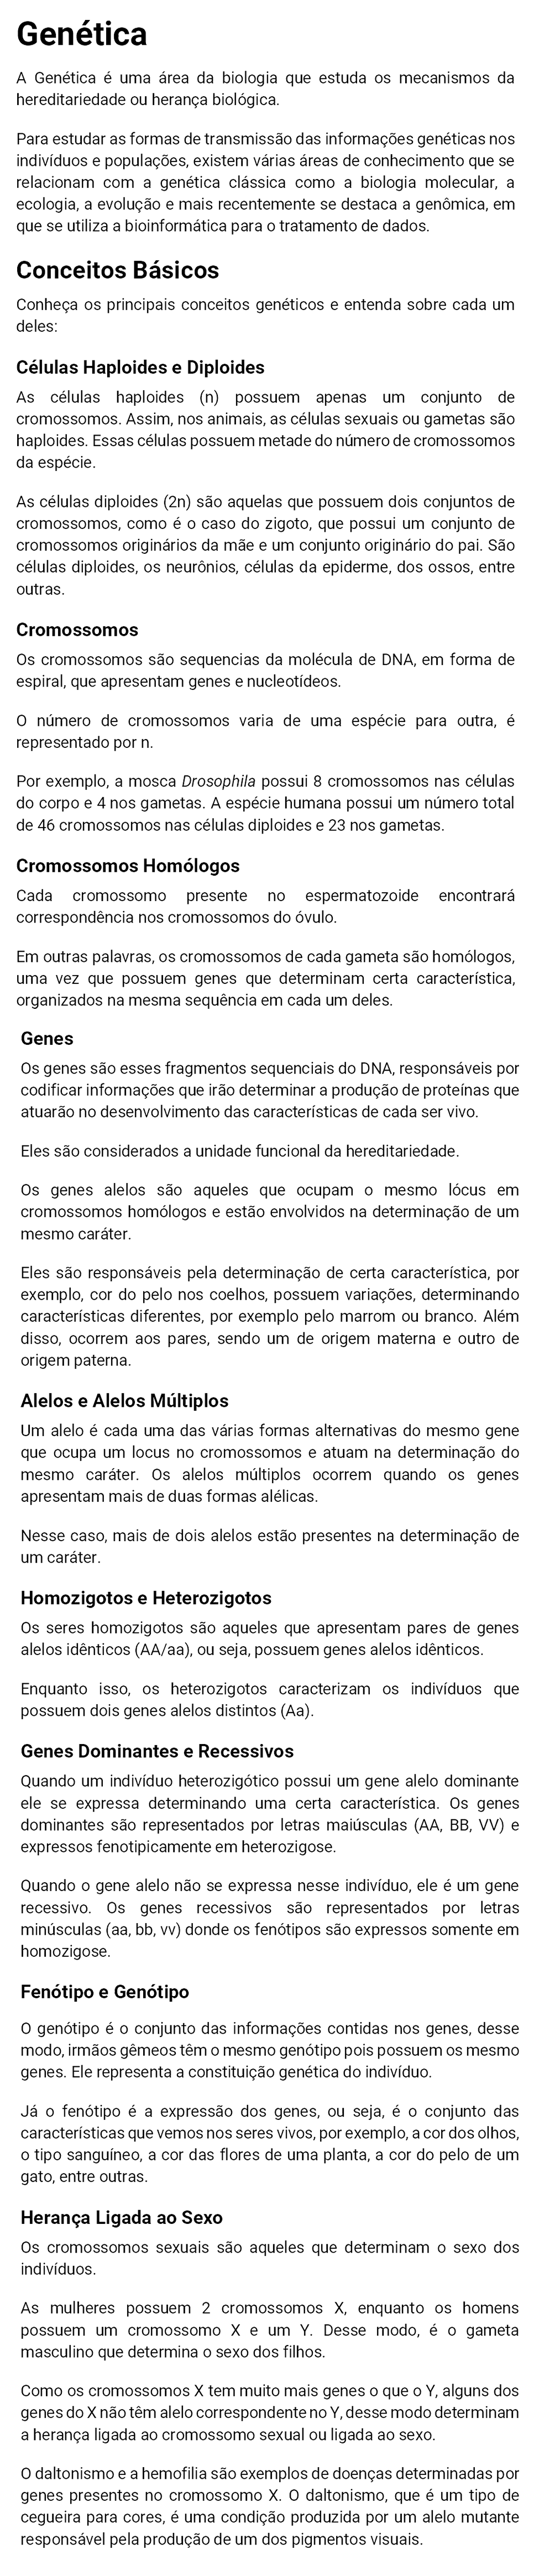 Genética
A Genética é uma área da biologia que estuda os mecanismos da
hereditariedade ou herança biológica.
Para estudar as formas de transmissão das informações genéticas nos
indivíduos e populações, existem várias áreas de conhecimento que se
relacionam com a genética clássica como a biologia molecular, a
ecologia, a evolução e mais recentemente se destaca a genômica, em
que se utiliza a bioinformática para o tratamento de dados.
Conceitos Básicos
Conheça os principais conceitos genéticos e entenda sobre cada um
deles:
Células Haploides e Diploides
As células haploides (n) possuem apenas um conjunto de
cromossomos. Assim, nos animais, as células sexuais ou gametas são
haploides. Essas células possuem metade do número de cromossomos
da espécie.
As células diploides (2n) são aquelas que possuem dois conjuntos de
cromossomos, como é o caso do zigoto, que possui um conjunto de
cromossomos originários da mãe e um conjunto originário do pai. São
células diploides, os neurônios, células da epiderme, dos ossos, entre
outras.
Cromossomos
Os cromossomos são sequencias da molécula de DNA, em forma de
espiral, que apresentam genes e nucleotídeos.
O número de cromossomos varia de uma espécie para outra, é
representado por n.
Por exemplo, a mosca Drosophila possui 8 cromossomos nas células
do corpo e 4 nos gametas. A espécie humana possui um número total
de 46 cromossomos nas células diploides e 23 nos gametas.
Cromossomos Homólogos
Cada cromossomo presente no espermatozoide encontrará
correspondência nos cromossomos do óvulo.
Em outras palavras, os cromossomos de cada gameta são homólogos,
uma vez que possuem genes que determinam certa característica,
organizados na mesma sequência em cada um deles.
Genes
Os genes são esses fragmentos sequenciais do DNA, responsáveis por
codificar informações que irão determinar a produção de proteínas que
atuarão no desenvolvimento das características de cada ser vivo.
Eles são considerados a unidade funcional da hereditariedade.
Os genes alelos são aqueles que ocupam o mesmo lócus em
cromossomos homólogos e estão envolvidos na determinação de um
mesmo caráter.
Eles são responsáveis pela determinação de certa característica, por
exemplo, cor do pelo nos coelhos, possuem variações, determinando
características diferentes, por exemplo pelo marrom ou branco. Além
disso, ocorrem aos pares, sendo um de origem materna e outro de
origem paterna.
Alelos e Alelos Múltiplos
Um alelo é cada uma das várias formas alternativas do mesmo gene
que ocupa um locus no cromossomos e atuam na determinação do
mesmo caráter. Os alelos múltiplos ocorrem quando os genes
apresentam mais de duas formas alélicas.
Nesse caso, mais de dois alelos estão presentes na determinação de
um caráter.
Homozigotos e Heterozigotos
Os seres homozigotos são aqueles que apresentam pares de genes
alelos idênticos (AA/aa), ou seja, possuem genes alelos idênticos.
Enquanto isso, os heterozigotos caracterizam os indivíduos que
possuem dois genes alelos distintos (Aa).
Genes Dominantes e Recessivos
Quando um indivíduo heterozigótico possui um gene alelo dominante
ele se expressa determinando uma certa característica. Os genes
dominantes são representados por letras maiúsculas (AA, BB, VV) e
expressos fenotipicamente em heterozigose.
Quando o gene alelo não se expressa nesse indivíduo, ele é um gene
recessivo. Os genes recessivos são representados por letras
minúsculas (aa, bb, vv) donde os fenótipos são expressos somente em
homozigose.
Fenótipo e Genótipo
O genótipo é o conjunto das informações contidas nos genes, desse
modo, irmãos gêmeos têm o mesmo genótipo pois possuem os mesmo
genes. Ele representa a constituição genética do indivíduo.
Já o fenótipo é a expressão dos genes, ou seja, é o conjunto das
características que vemos nos seres vivos, por exemplo, a cor dos olhos,
o tipo sanguíneo, a cor das flores de uma planta, a cor do pelo de um
gato, entre outras.
Herança Ligada ao Sexo
Os cromossomos sexuais são aqueles que determinam o sexo dos
indivíduos.
As mulheres possuem 2 cromossomos X, enquanto os homens
possuem um cromossomo X e um Y. Desse modo, é o gameta
masculino que determina o sexo dos filhos.
Como os cromossomos X tem muito mais genes o que o Y, alguns dos
genes do X não têm alelo correspondente no Y, desse modo determinam
a herança ligada ao cromossomo sexual ou ligada ao sexo.
O daltonismo e a hemofilia são exemplos de doenças determinadas por
genes presentes no cromossomo X. O daltonismo, que é um tipo de
cegueira para cores, é uma condição produzida por um alelo mutante
responsável pela produção de um dos pigmentos visuais.